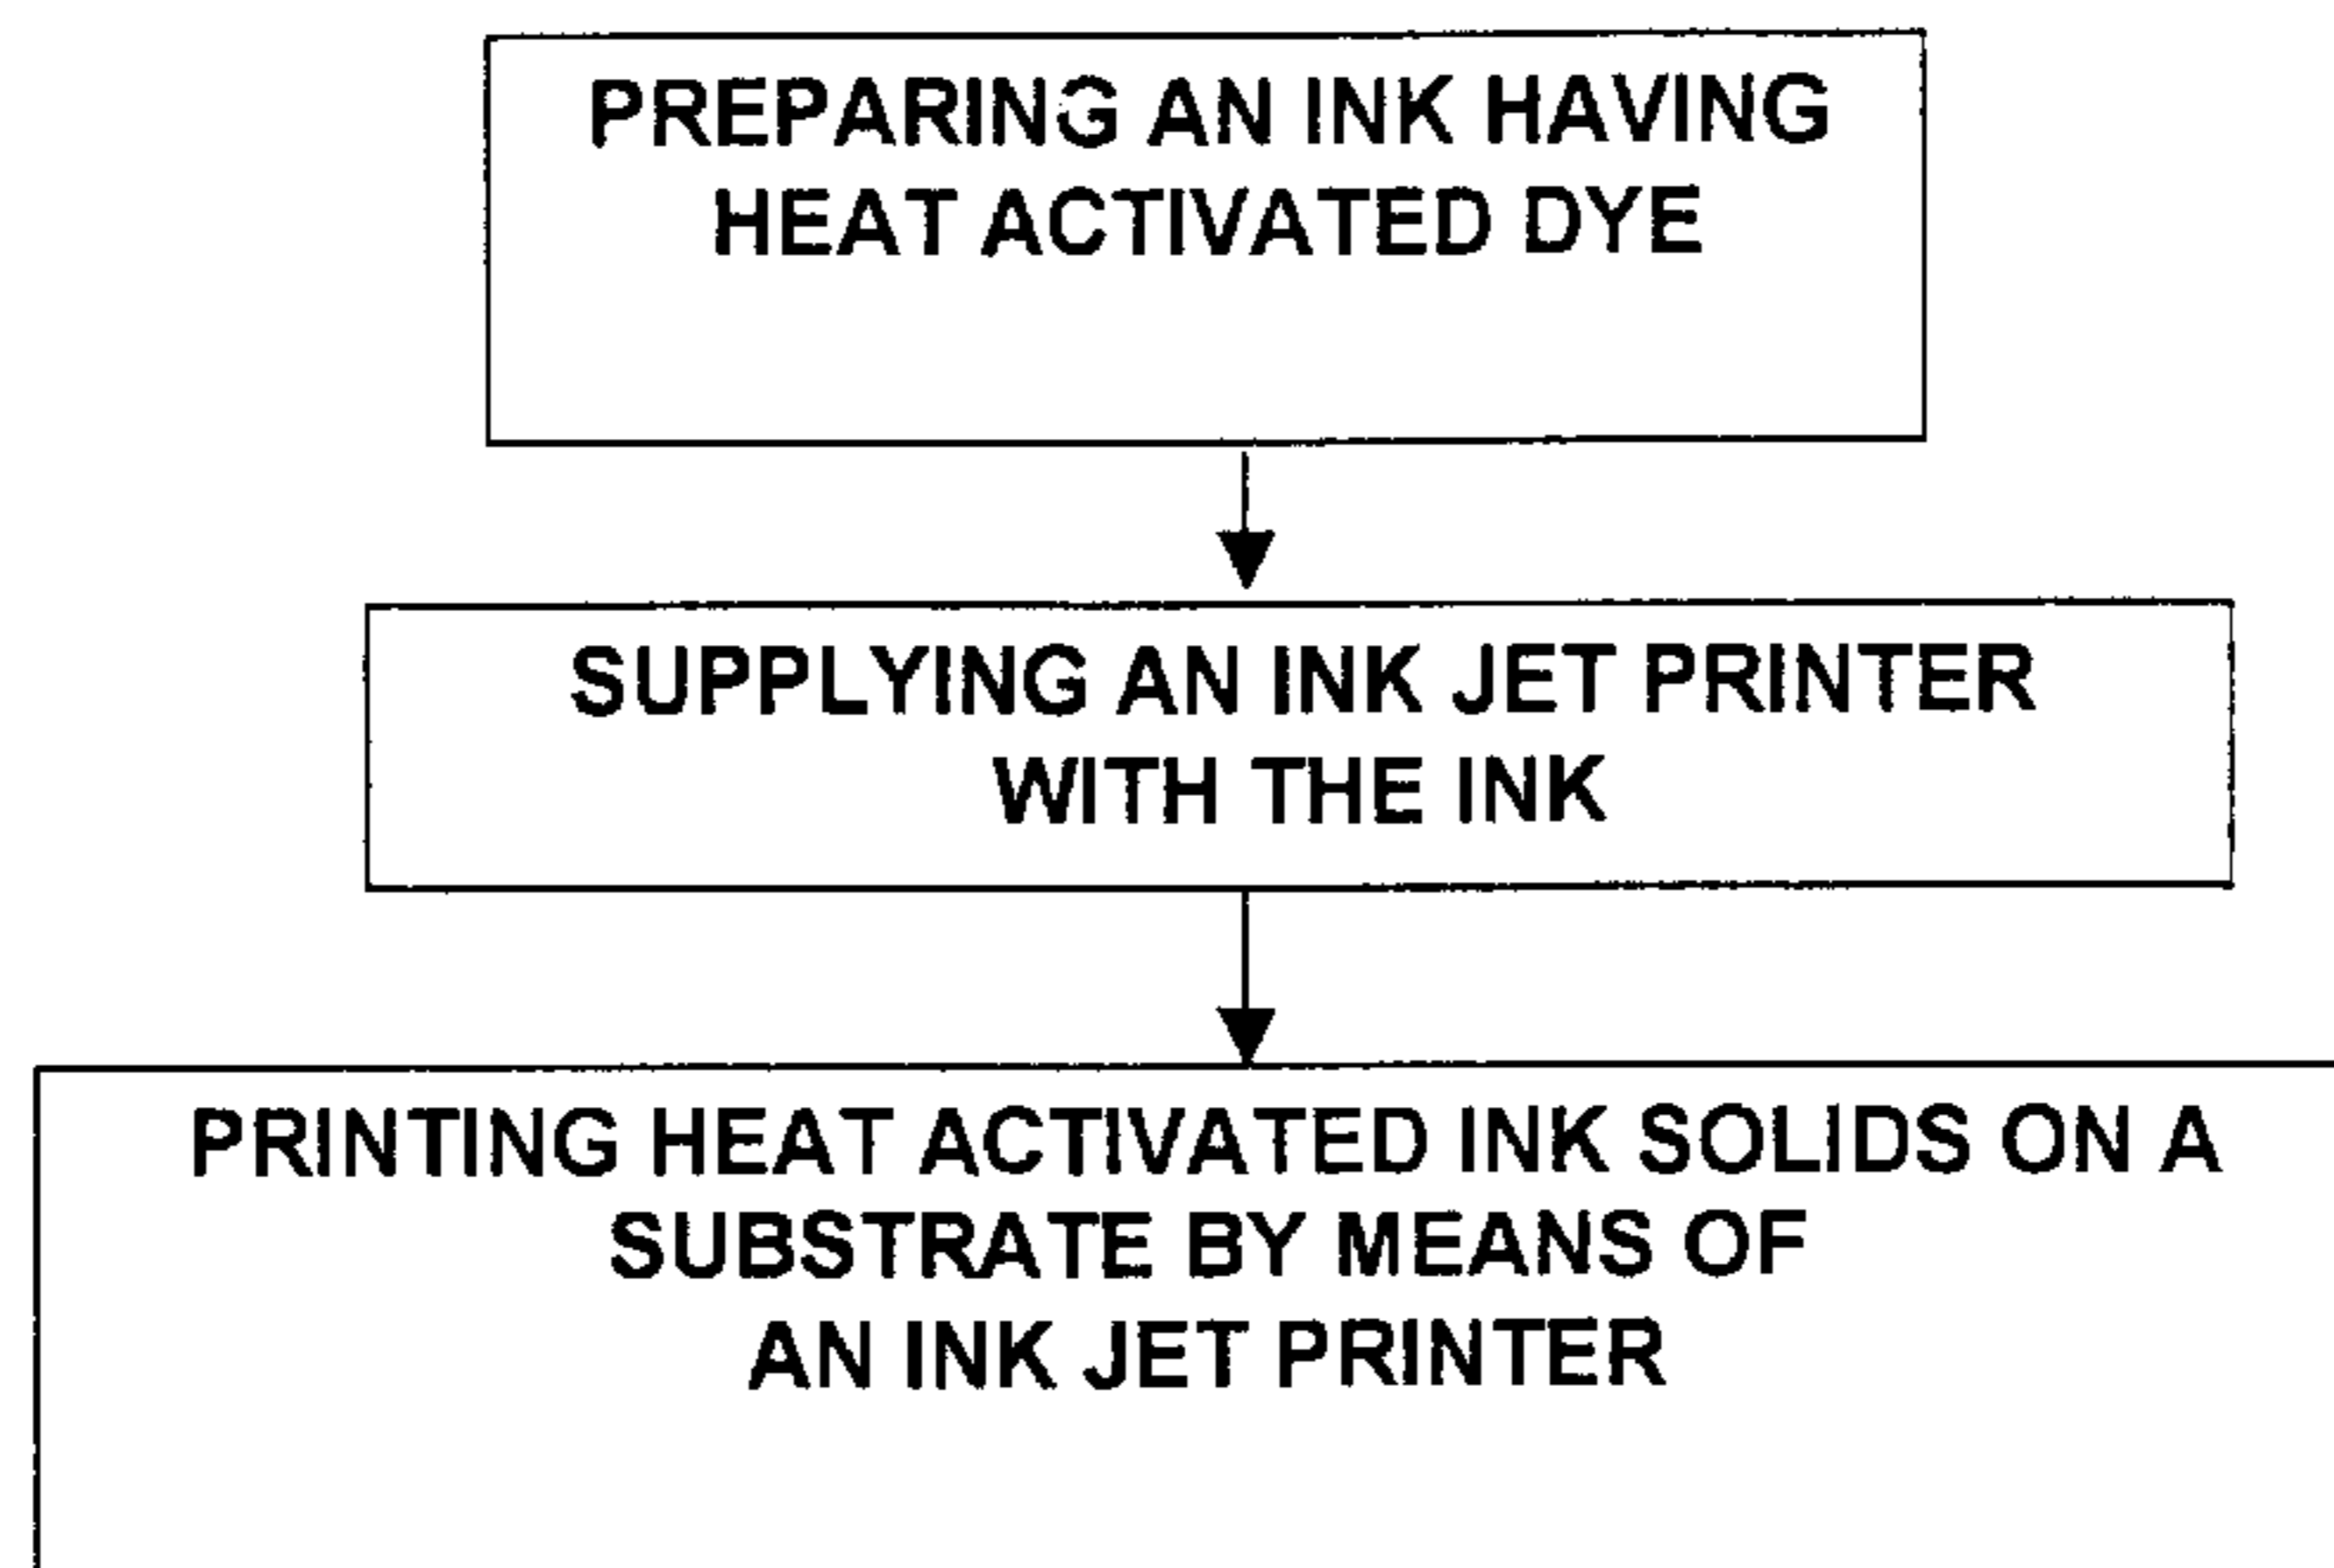 PREPARING AN INK HAVING
HEAT ACTIVATED DYE
SUPPLYING AN INK JET PRINTER
WITH THE INK
PRINTING HEAT ACTIVATED INK SOLIDS ON A
SUBSTRATE BY MEANS OF
AN INK JET PRINTER